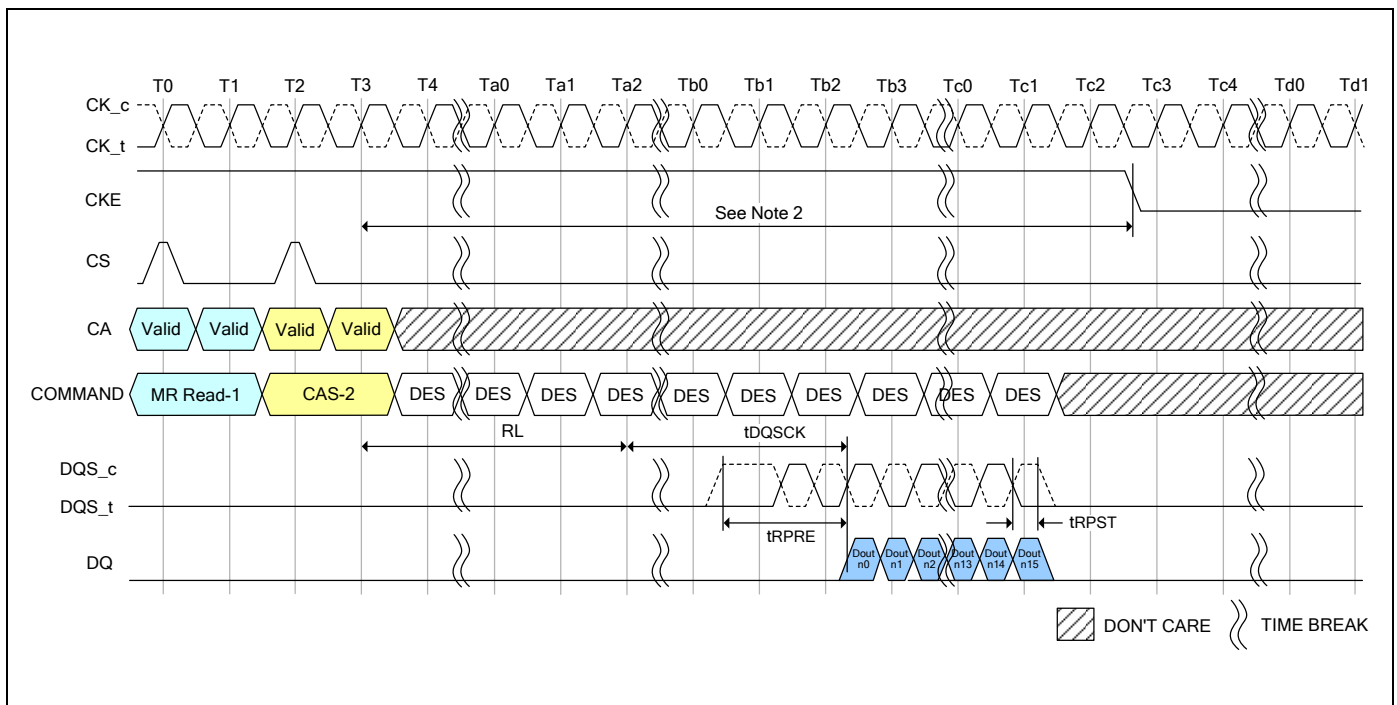 T0 T1 T2 T3 T4 Ta0 Ta1 Ta2 Tb0 Tb1 Tb2 Tb3 Tc0 Tc1 Tc2 Tc3 Tc4 Td0 Td1
CK_c
CK_t
CKE
See Note 2
CS
CA Valid Valid Valid Valid
COMMAND MR Read-1 CAS-2 DES DES DES DES DES DES DES DES DES DES
RL tDQSCK
DQS_c
DQS_t
tRPRE tRPST
DQ Dout n0 Dout n1 Dout n2 Dout n13 Dout n14 Dout n15
DON'T CARE TIME BREAK